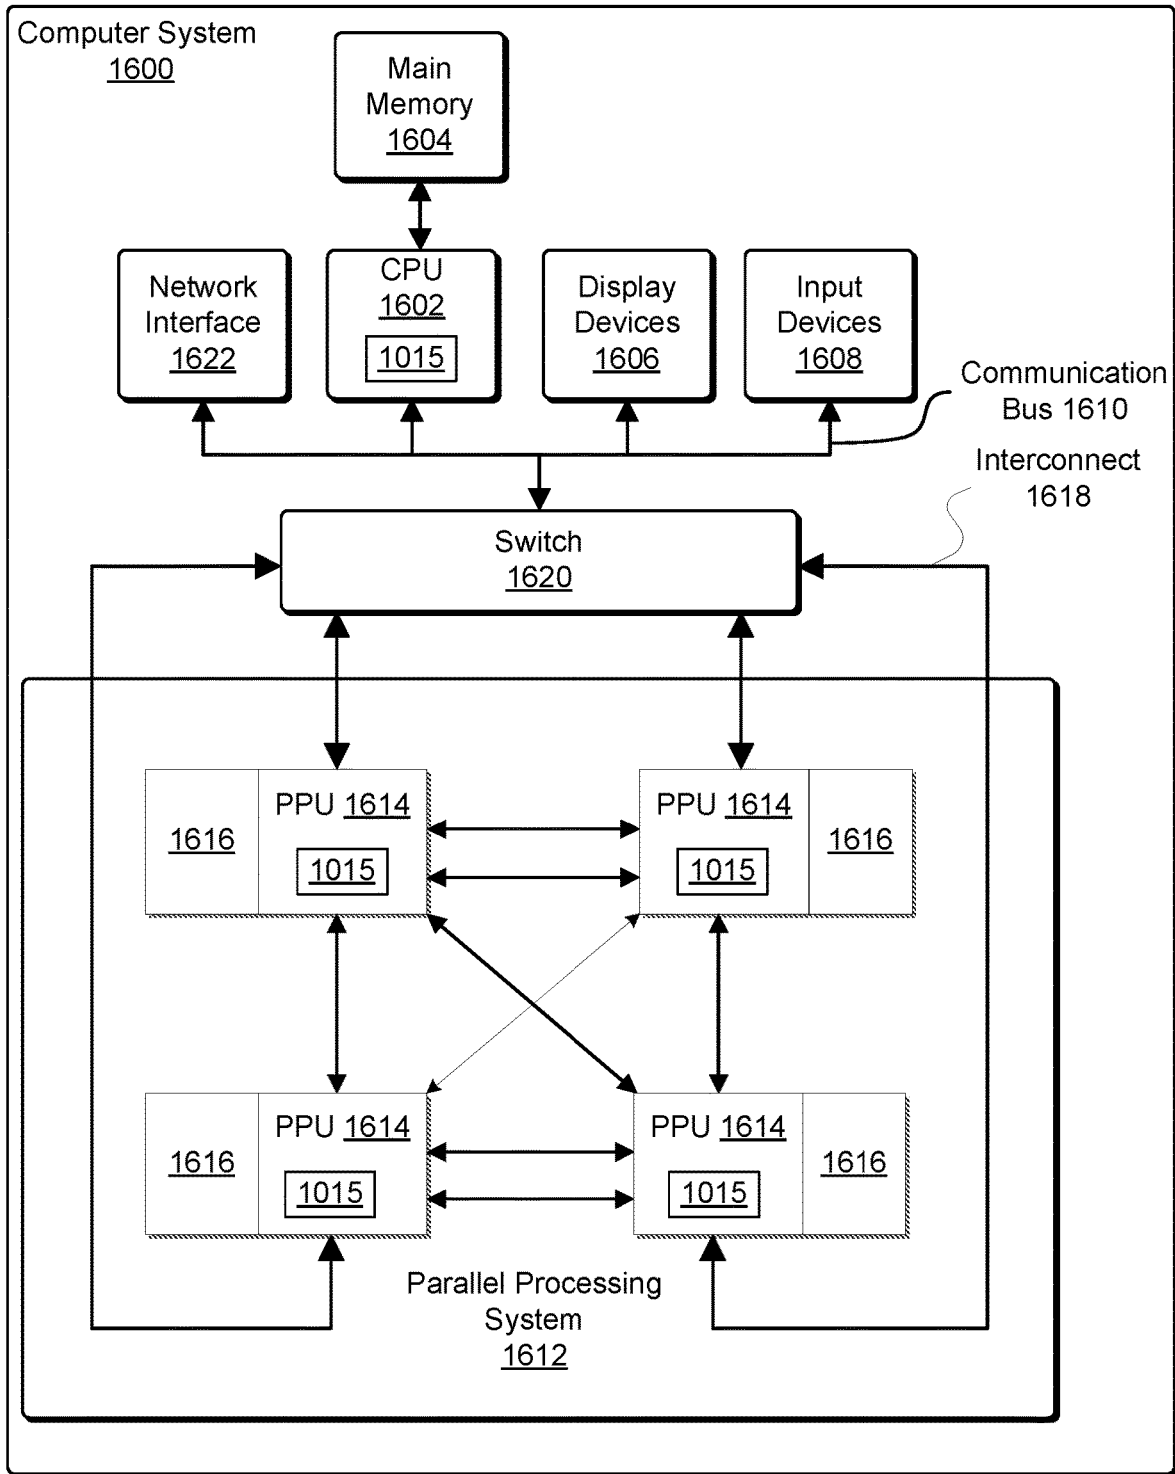 Computer System
1600
Main
Memory
1604
Network
Interface
1622
CPU
1602
1015
Display
Devices
1606
Input
Devices
1608
Communication
Bus 1610
Interconnect
1618
Switch
1620
1616
PPU 1614
1015
PPU 1614
1015
1616
1616
PPU 1614
1015
PPU 1614
1015
1616
Parallel Processing
System
1612